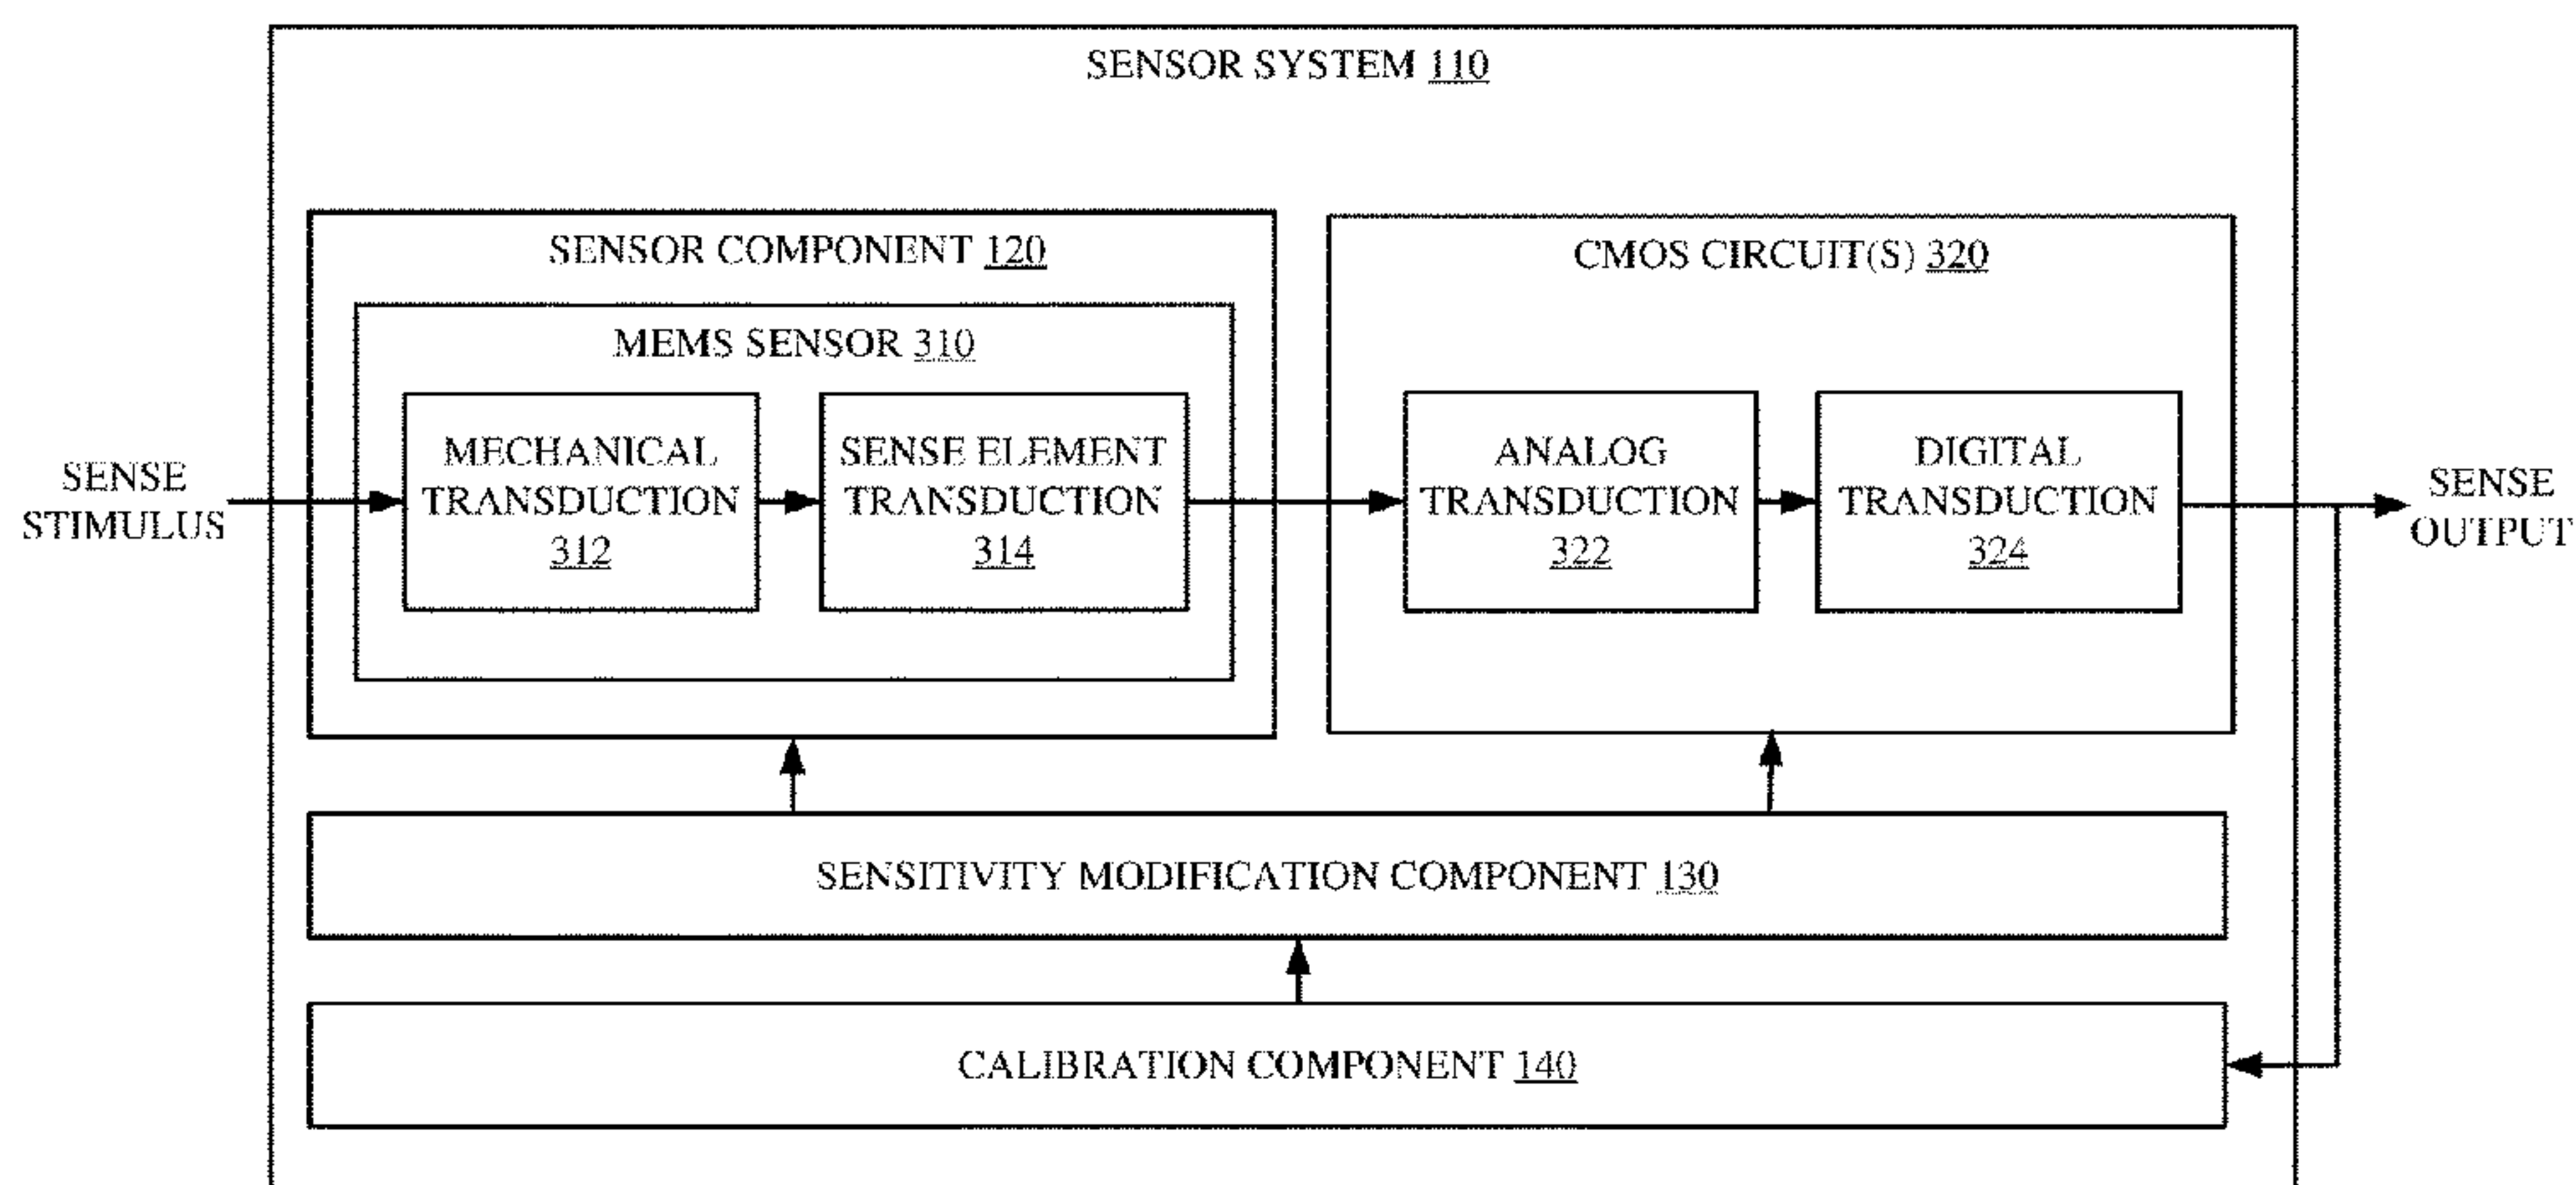 SENSOR SYSTEM 110
SENSOR COMPONENT 120
MEMS SENSOR 310
CMOS CIRCUIT(S) 320
SENSE
STIMULUS
MECHANICAL
TRANSDUCTION
312
SENSE ELEMENT
TRANSDUCTION
314
ANALOG
TRANSDUCTION
322
DIGITAL
TRANSDUCTION
324
SENSE
OUTPUT
SENSITIVITY MODIFICATION COMPONENT 130
CALIBRATION COMPONENT 140